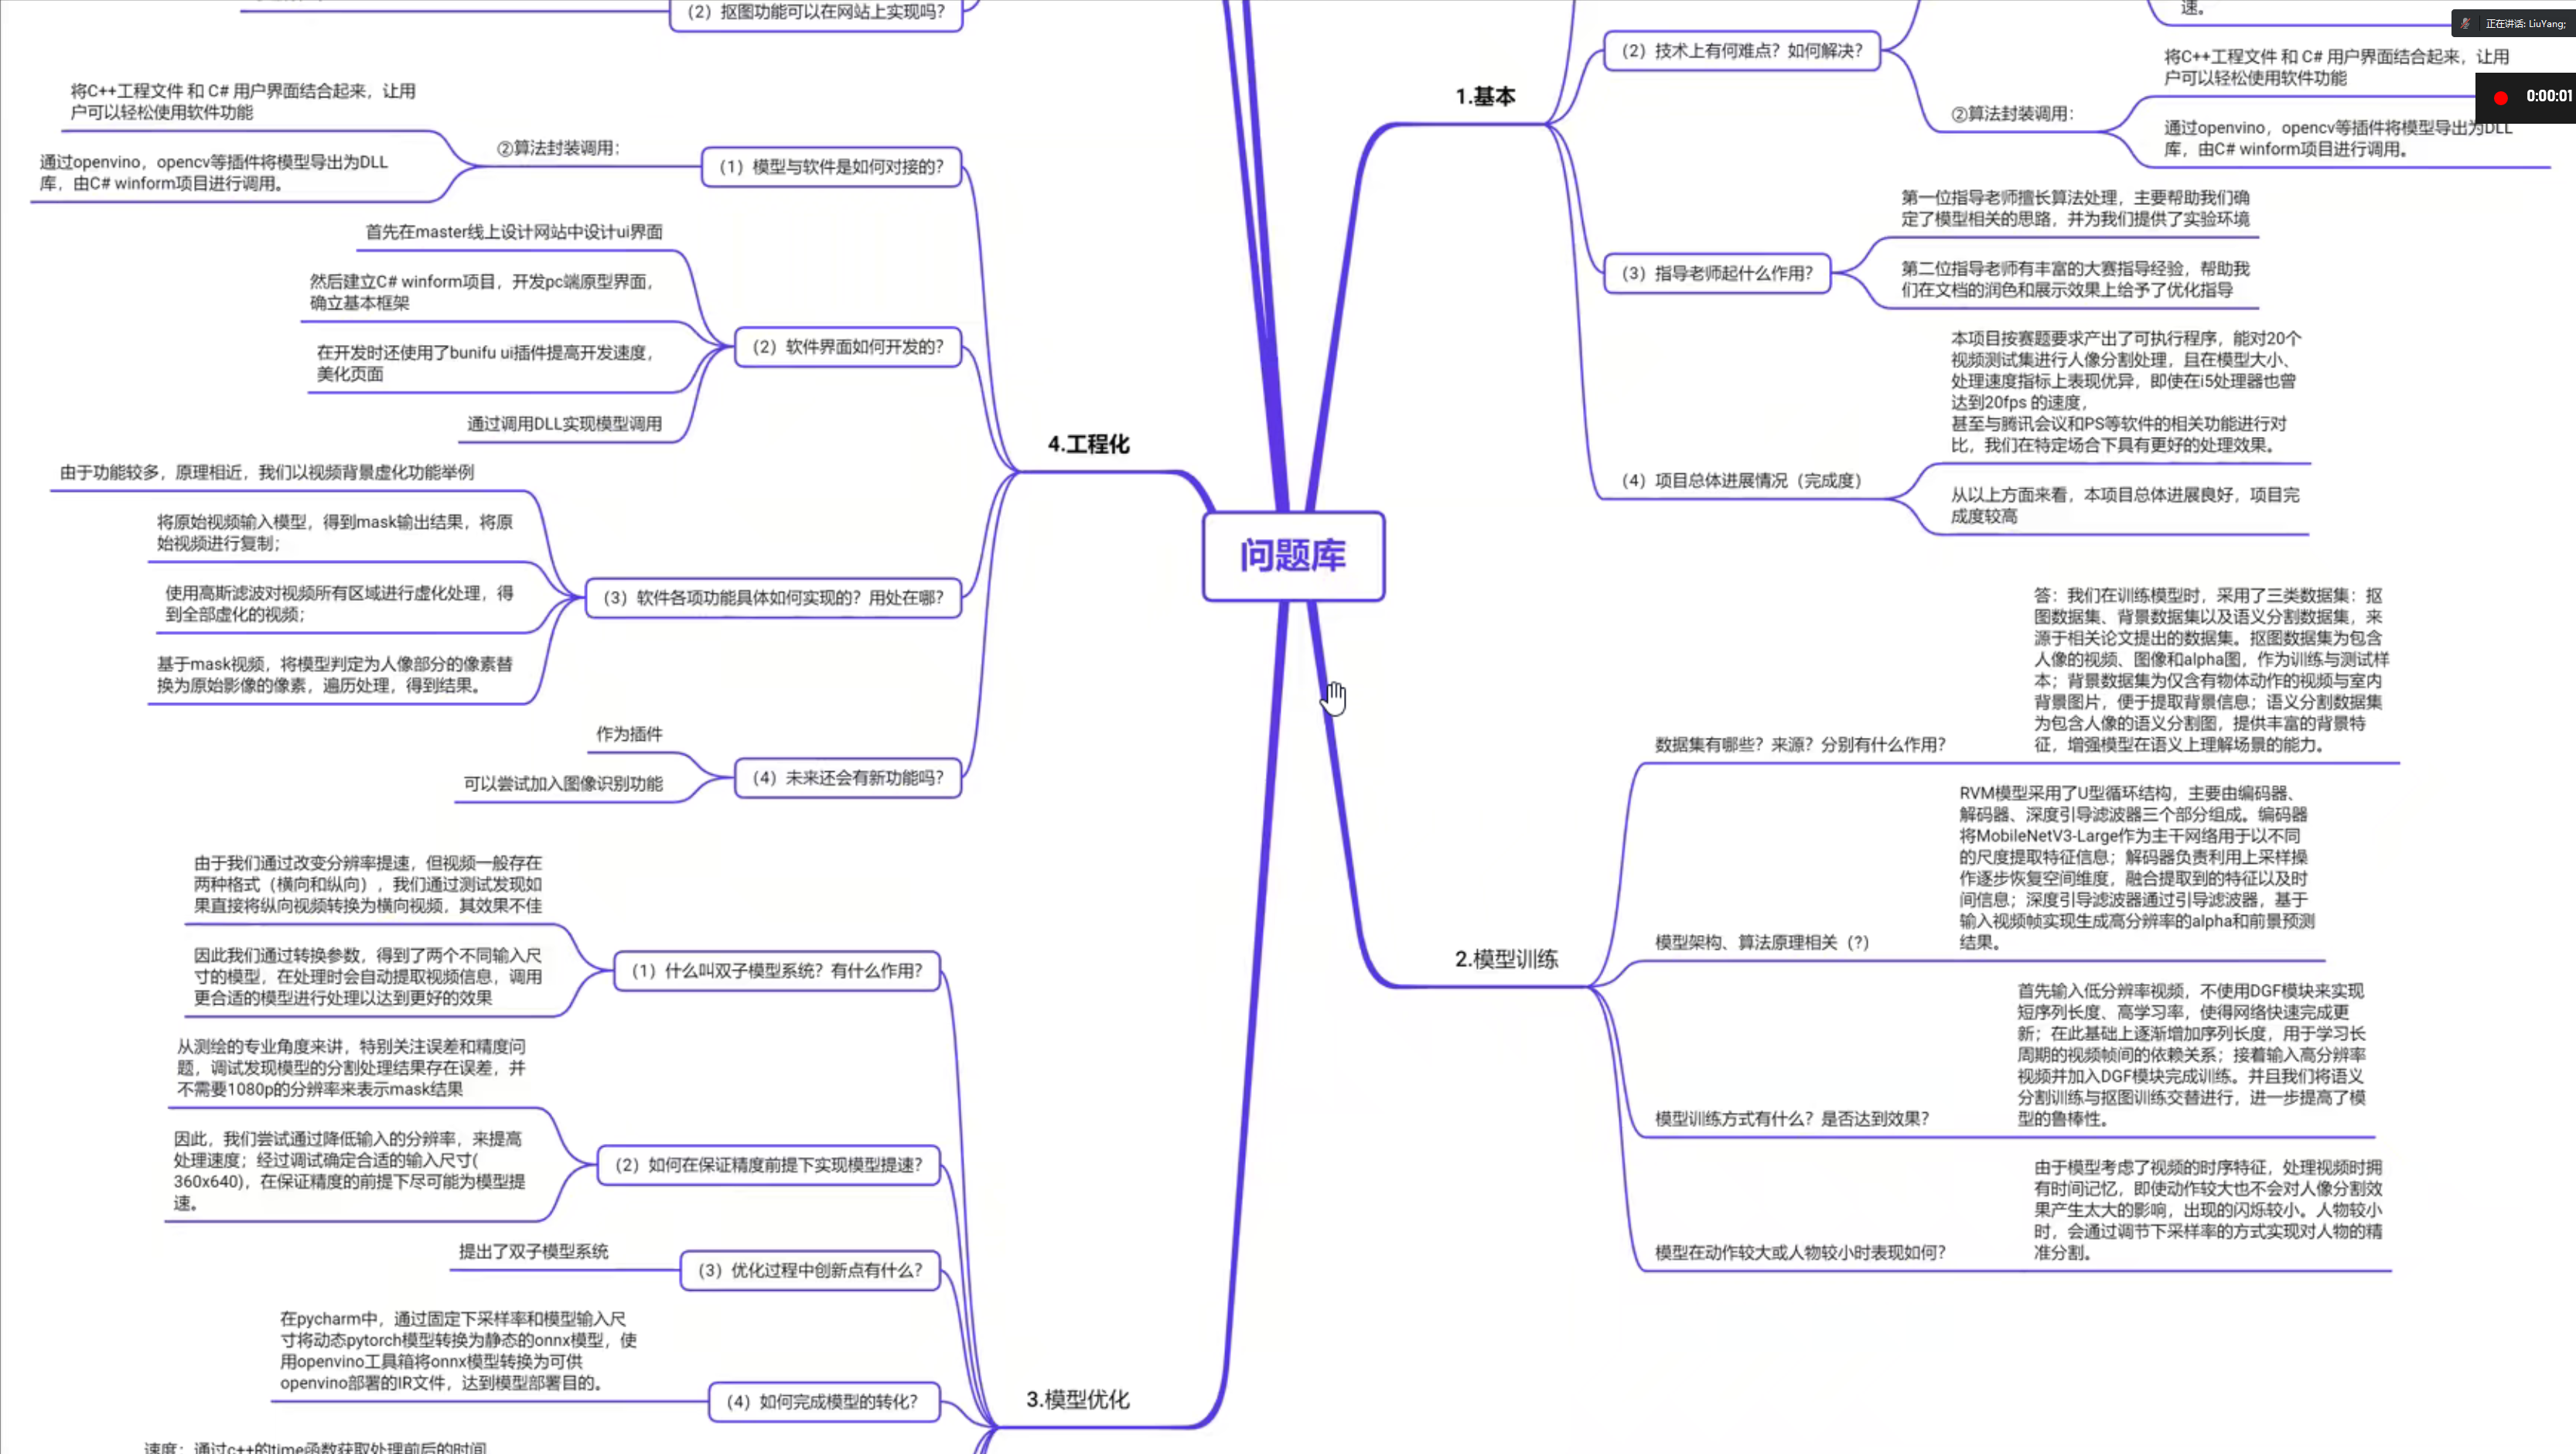 (2) 抠图功能可以在网站上实现吗?
速。
正在讲话: LiuYang;
0:00:01
问题库
1.基本
(2) 技术上有何难点? 如何解决?
②算法封装调用:
将C++工程文件 和 C# 用户界面结合起来, 让用
户可以轻松使用软件功能
通过openvino, opencv等插件将模型导出为DLL
库, 由C# winform项目进行调用。
(3) 指导老师起什么作用?
第一位指导老师擅长算法处理, 主要帮助我们确
定了模型相关的思路, 并为我们提供了实验环境
第二位指导老师有丰富的大赛指导经验, 帮助我
们在文档的润色和展示效果上给予了优化指导
(4) 项目总体进展情况 (完成度)
本项目按赛题要求产出了可执行程序, 能对20个
视频测试集进行人像分割处理, 且在模型大小、
处理速度指标上表现优异, 即使在i5处理器也曾
达到20fps 的速度,
甚至与腾讯会议和PS等软件的相关功能进行对
比, 我们在特定场合下具有更好的处理效果。
从以上方面来看, 本项目总体进展良好, 项目完
成度较高
2.模型训练
数据集有哪些? 来源? 分别有什么作用?
答: 我们在训练模型时, 采用了三类数据集: 抠
图数据集、背景数据集以及语义分割数据集, 来
源于相关论文提出的数据集。抠图数据集为包含
人像的视频、图像和alpha图, 作为训练与测试样
本; 背景数据集为仅含有物体动作的视频与室内
背景图片, 便于提取背景信息; 语义分割数据集
为包含人像的语义分割图, 提供丰富的背景特
征, 增强模型在语义上理解场景的能力。
模型架构、算法原理相关 (?)
RVM模型采用了U型循环结构, 主要由编码器、
解码器、深度引导滤波器三个部分组成。编码器
将MobileNetV3-Large作为主干网络用于以不同
的尺度提取特征信息; 解码器负责利用上采样操
作逐步恢复空间维度, 融合提取到的特征以及时
间信息; 深度引导滤波器通过引导滤波器, 基于
输入视频帧实现生成高分辨率的alpha和前景预测
结果。
模型训练方式有什么? 是否达到效果?
首先输入低分辨率视频, 不使用DGF模块来实现
短序列长度、高学习率, 使得网络快速完成更
新; 在此基础上逐渐增加序列长度, 用于学习长
周期的视频帧间的依赖关系; 接着输入高分辨率
视频并加入DGF模块完成训练。并且我们将语义
分割训练与抠图训练交替进行, 进一步提高了模
型的鲁棒性。
模型在动作较大或人物较小时表现如何?
由于模型考虑了视频的时序特征, 处理视频时拥
有时间记忆, 即使动作较大也不会对人像分割效
果产生太大的影响, 出现的闪烁较小。人物较小
时, 会通过调节下采样率的方式实现对人物的精
准分割。
4.工程化
(1) 模型与软件是如何对接的?
②算法封装调用:
将C++工程文件 和 C# 用户界面结合起来, 让用
户可以轻松使用软件功能
通过openvino, opencv等插件将模型导出为DLL
库, 由C# winform项目进行调用。
(2) 软件界面如何开发的?
首先在master线上设计网站中设计ui界面
然后建立C# winform项目, 开发pc端原型界面,
确立基本框架
在开发时还使用了bunifu ui插件提高开发速度,
美化页面
通过调用DLL实现模型调用
(3) 软件各项功能具体如何实现的? 用处在哪?
由于功能较多, 原理相近, 我们以视频背景虚化功能举例
将原始视频输入模型, 得到mask输出结果, 将原
始视频进行复制;
使用高斯滤波对视频所有区域进行虚化处理, 得
到全部虚化的视频;
基于mask视频, 将模型判定为人像部分的像素替
换为原始影像的像素, 遍历处理, 得到结果。
(4) 未来还会有新功能吗?
作为插件
可以尝试加入图像识别功能
3.模型优化
(1) 什么叫双子模型系统? 有什么作用?
由于我们通过改变分辨率提速, 但视频一般存在
两种格式 (横向和纵向) , 我们通过测试发现如
果直接将纵向视频转换为横向视频, 其效果不佳
因此我们通过转换参数, 得到了两个不同输入尺
寸的模型, 在处理时会自动提取视频信息, 调用
更合适的模型进行处理以达到更好的效果
(2) 如何在保证精度前提下实现模型提速?
从测绘的专业角度来讲, 特别关注误差和精度问
题, 调试发现模型的分割处理结果存在误差, 并
不需要1080p的分辨率来表示mask结果
因此, 我们尝试通过降低输入的分辨率, 来提高
处理速度; 经过调试确定合适的输入尺寸(
360x640), 在保证精度的前提下尽可能为模型提
速。
(3) 优化过程中创新点有什么?
提出了双子模型系统
(4) 如何完成模型的转化?
在pycharm中, 通过固定下采样率和模型输入尺
寸将动态pytorch模型转换为静态的onnx模型, 使
用openvino工具箱将onnx模型转换为可供
openvino部署的IR文件, 达到模型部署目的。
速度: 通过c++的time函数获取处理前后的时间